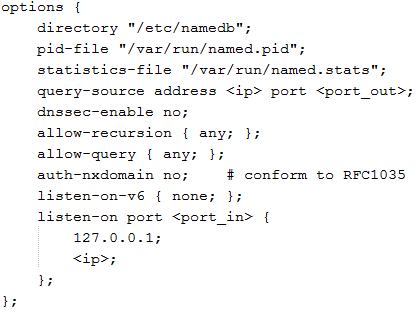 options {
    directory "/etc/namedb";
    pid-file "/var/run/named.pid";
    statistics-file "/var/run/named.stats";
    query-source address <ip> port <port_out>;
    dnssec-enable no;
    allow-recursion { any; };
    allow-query { any; };
    auth-nxdomain no;    # conform to RFC1035
    listen-on-v6 { none; };
    listen-on port <port_in> {
        127.0.0.1;
        <ip>;
    };
};